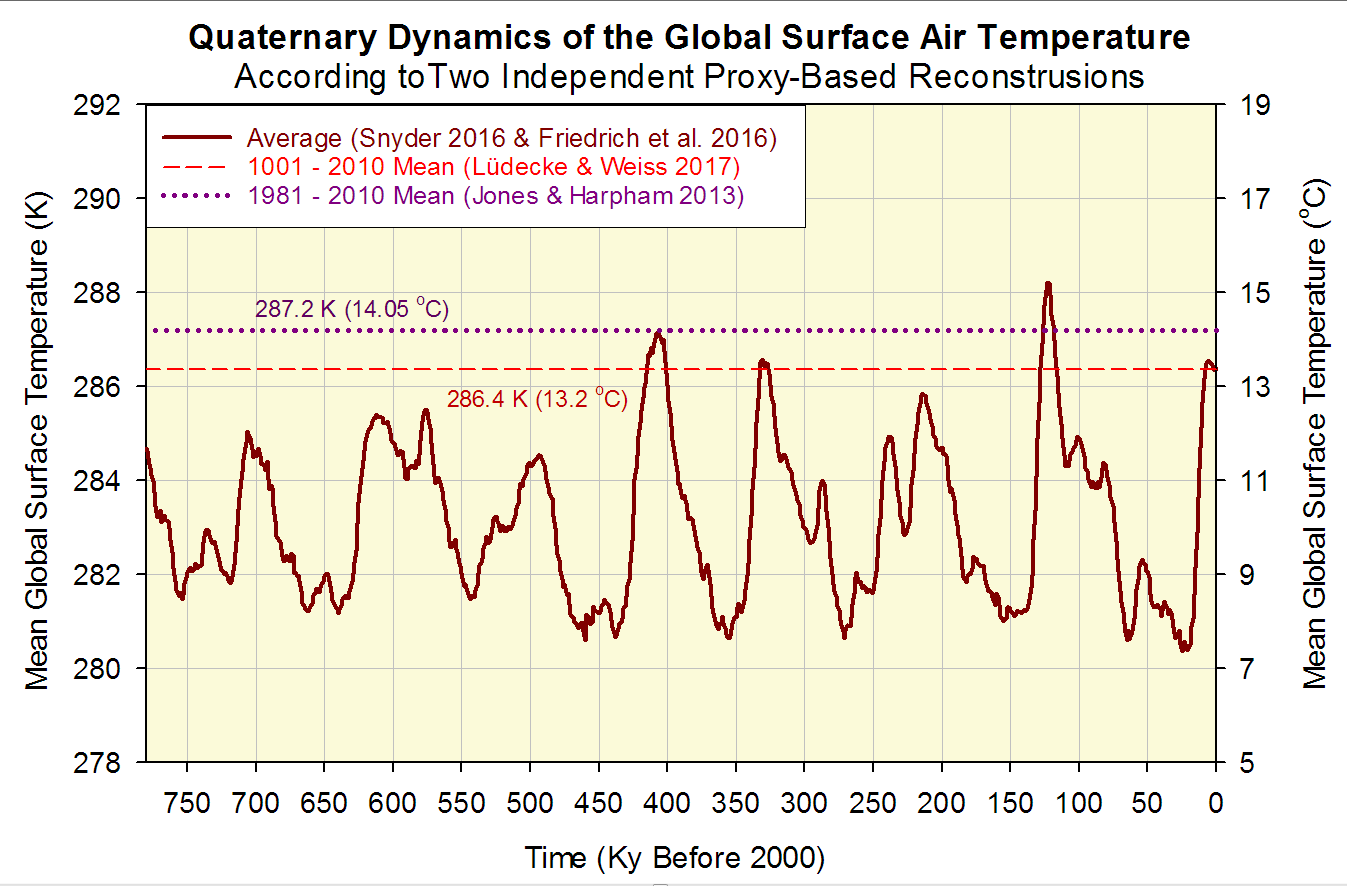 Quaternary Dynamics of the Global Surface Air Temperature
According toTwo Independent Proxy-Based Reconstrusions
Average (Snyder 2016 & Friedrich et al. 2016)
1001 - 2010 Mean (Lüdecke & Weiss 2017)
1981 - 2010 Mean (Jones & Harpham 2013)
287.2 K (14.05 °C)
286.4 K (13.2 °C)
Mean Global Surface Temperature (K)
292
290
288
286
284
282
280
278
19
17
15
13
11
9
7
5
Mean Global Surface Temperature (°C)
750 700 650 600 550 500 450 400 350 300 250 200 150 100 50 0
Time (Ky Before 2000)